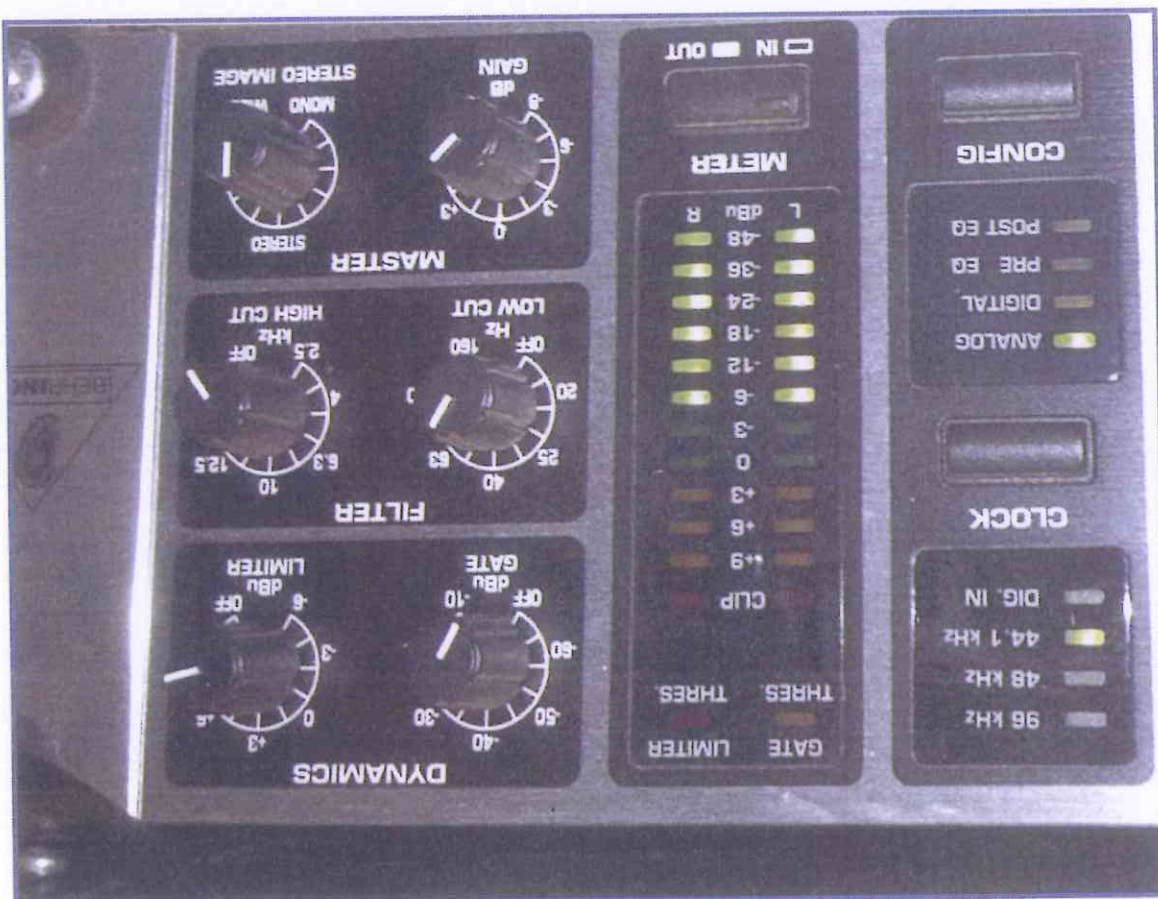 96 kHz
48 kHz
44.1 kHz
DIG. IN
CLOCK
ANALOG
DIGITAL
PRE EQ
POST EQ
CONFIG
GATE LIMITER
THRES. THRES.
CLIP
+9
+6
+3
0
-3
-6
-12
-18
-24
-36
-48
L dBu R
METER
IN OUT
DYNAMICS
-40
-50 -30
-60
OFF -10
dBu
GATE
+3
0 +6
-3
-6 OFF
dBu
LIMITER
FILTER
40
25 63
20
OFF 160
Hz
LOW CUT
10
6.3 12.5
4
2.5 OFF
kHz
HIGH CUT
MASTER
0
-3 +3
-6
dB
GAIN
STEREO
MONO
STEREO IMAGE